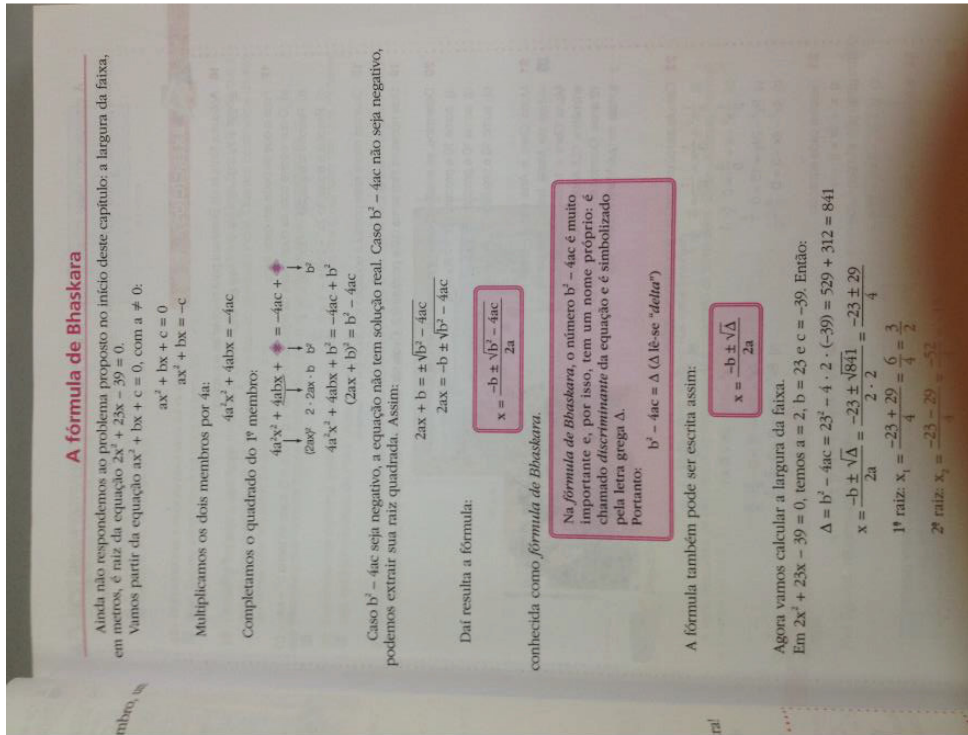 A fórmula de Bhaskara
Ainda não respondemos ao problema proposto no início deste capítulo: a largura da faixa,
em metros, é raiz da equação 2x² + 23x – 39 = 0.
Vamos partir da equação ax² + bx + c = 0, com a ≠ 0:
ax² + bx + c = 0
ax² + bx = –c
Multiplicamos os dois membros por 4a:
4a²x² + 4abx = –4ac
Completamos o quadrado do 1º membro:
4a²x² + 4abx + = –4ac +
(2ax)² 2 · 2ax · b b² b²
4a²x² + 4abx + b² = –4ac + b²
(2ax + b)² = b² – 4ac
Caso b² – 4ac seja negativo, a equação não tem solução real. Caso b² – 4ac não seja negativo,
podemos extrair sua raiz quadrada. Assim:
2ax + b = ± √b² – 4ac
2ax = –b ± √b² – 4ac
Daí resulta a fórmula:
x = –b ± √b² – 4ac / 2a
conhecida como fórmula de Bhaskara.
Na fórmula de Bhaskara, o número b² – 4ac é muito
importante e, por isso, tem um nome próprio: é
chamado discriminante da equação e é simbolizado
pela letra grega Δ.
Portanto:
b² – 4ac = Δ (Δ lê-se "delta")
A fórmula também pode ser escrita assim:
x = –b ± √Δ / 2a
Agora vamos calcular a largura da faixa.
Em 2x² + 23x – 39 = 0, temos a = 2, b = 23 e c = –39. Então:
Δ = b² – 4ac = 23² – 4 · 2 · (–39) = 529 + 312 = 841
x = –b ± √Δ / 2a = –23 ± √841 / 2 · 2 = –23 ± 29 / 4
1ª raiz: x₁ = –23 + 29 / 4 = 6 / 4 = 3 / 2
2ª raiz: x₂ = –23 – 29 / 4 = –52 / 4
mbro, um
ra!